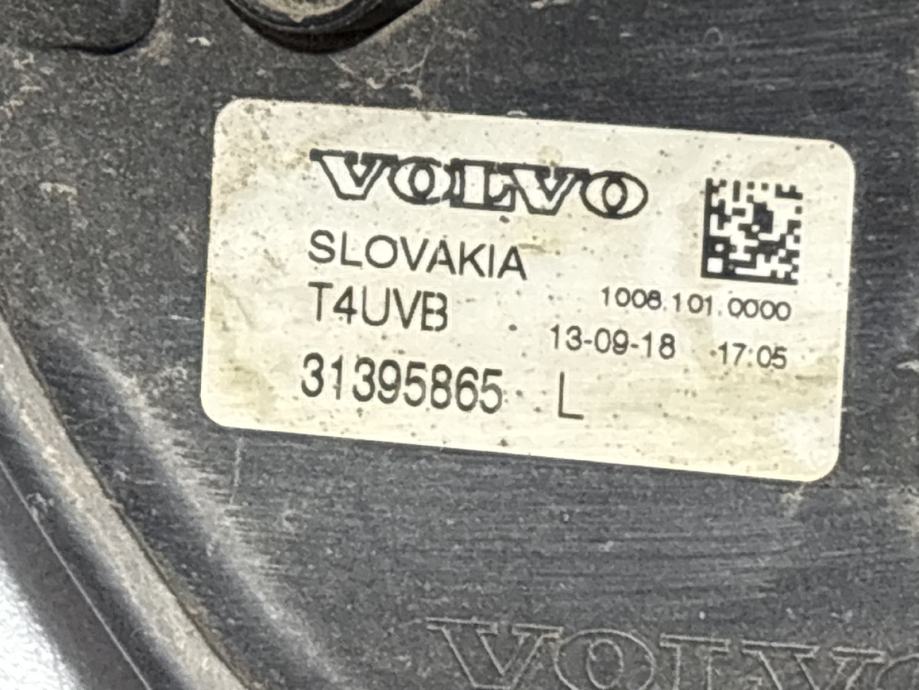 VOLVO
SLOVAKIA
T4UVB
1008.101.0000
13-09-18 17:05
31395865 L
VOLVO